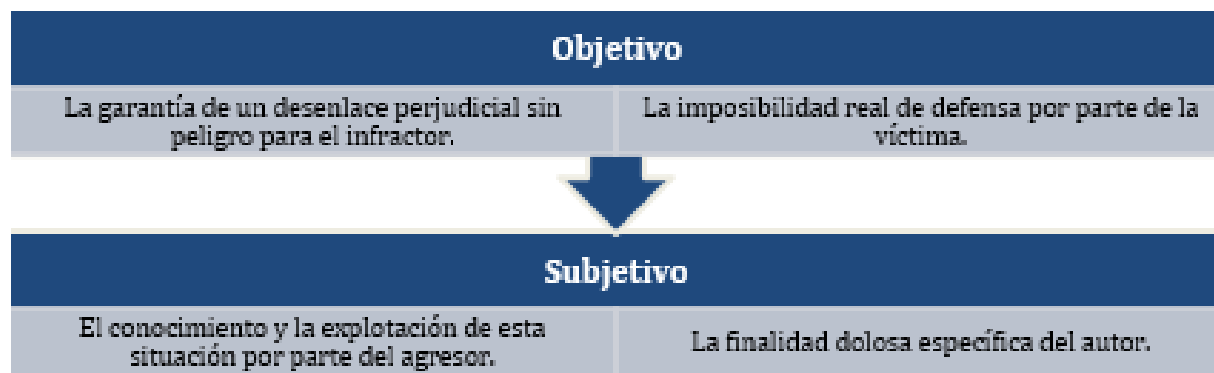 Objetivo
La garantía de un desenlace perjudicial sin
peligro para el infractor.
La imposibilidad real de defensa por parte de la
víctima.
Subjetivo
El conocimiento y la explotación de esta
situación por parte del agresor.
La finalidad dolosa específica del autor.